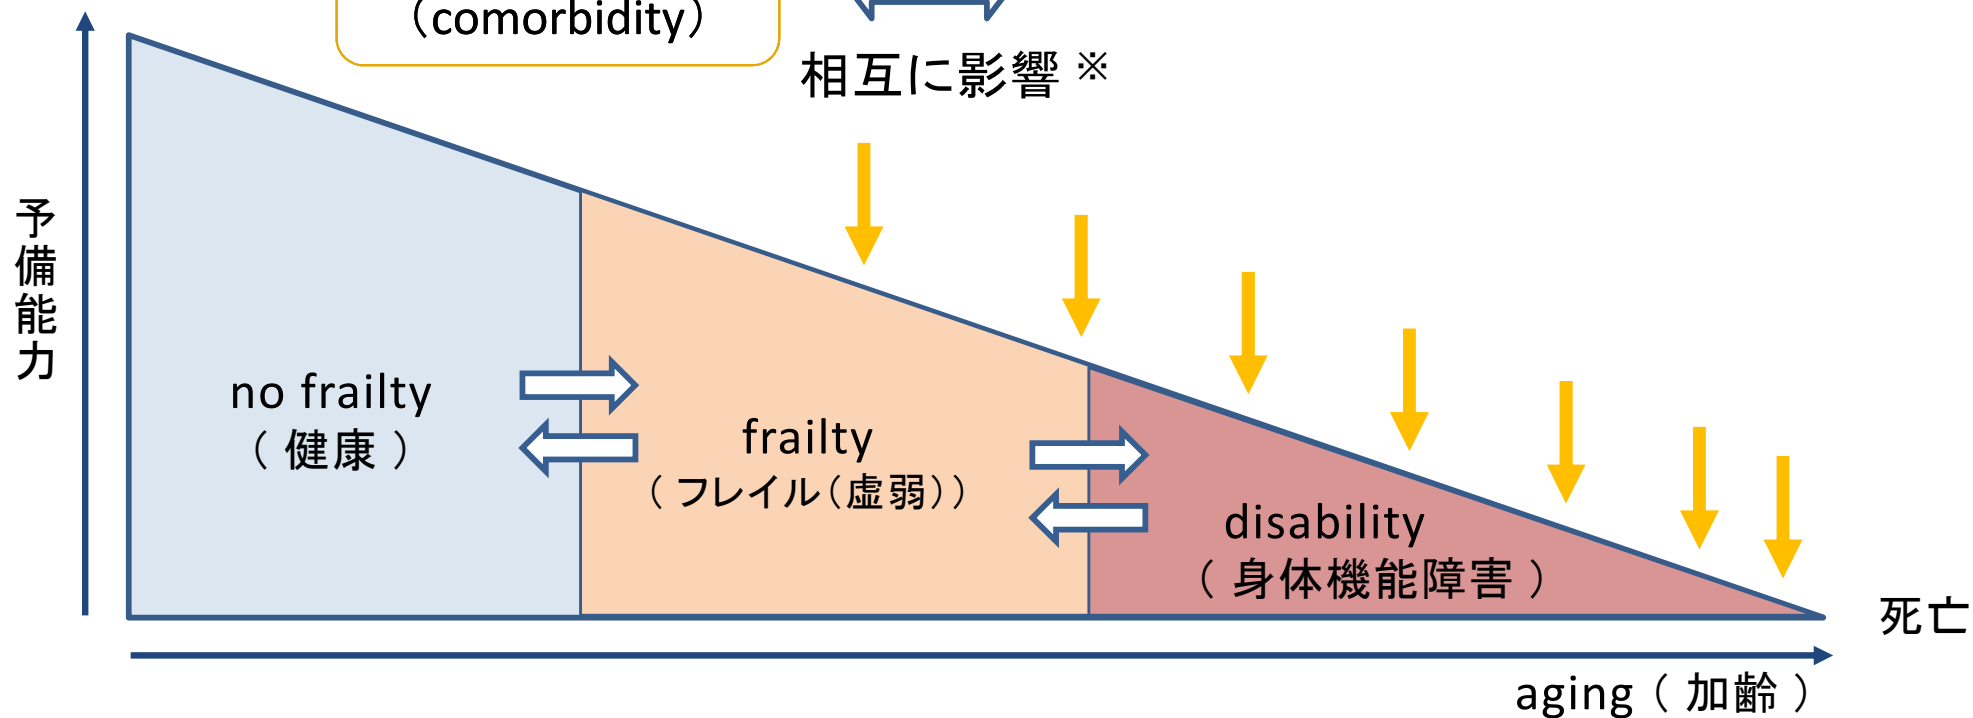 （comorbidity）
相互に影響 ※
予備能力
no frailty
（ 健康 ）
frailty
（ フレイル（虚弱））
disability
（ 身体機能障害 ）
死亡
aging（ 加齢 ）